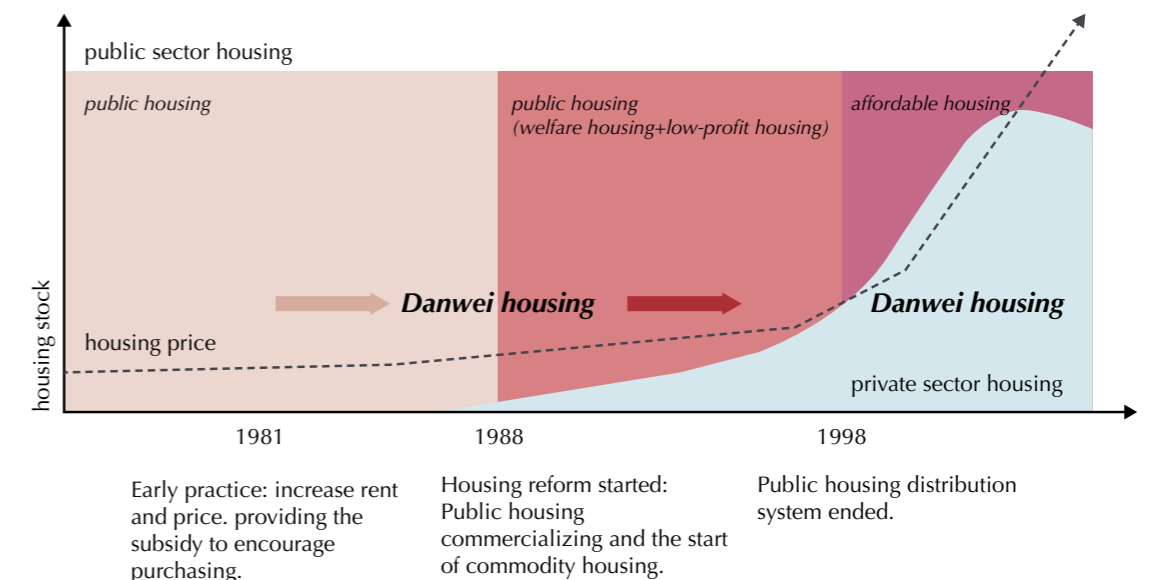 public sector housing
public housing
public housing
(welfare housing+low-profit housing)
affordable housing
Danwei housing
Danwei housing
housing price
private sector housing
housing stock
1981
1988
1998
Early practice: increase rent
and price. providing the
subsidy to encourage
purchasing.
Housing reform started:
Public housing
commercializing and the start
of commodity housing.
Public housing distribution
system ended.